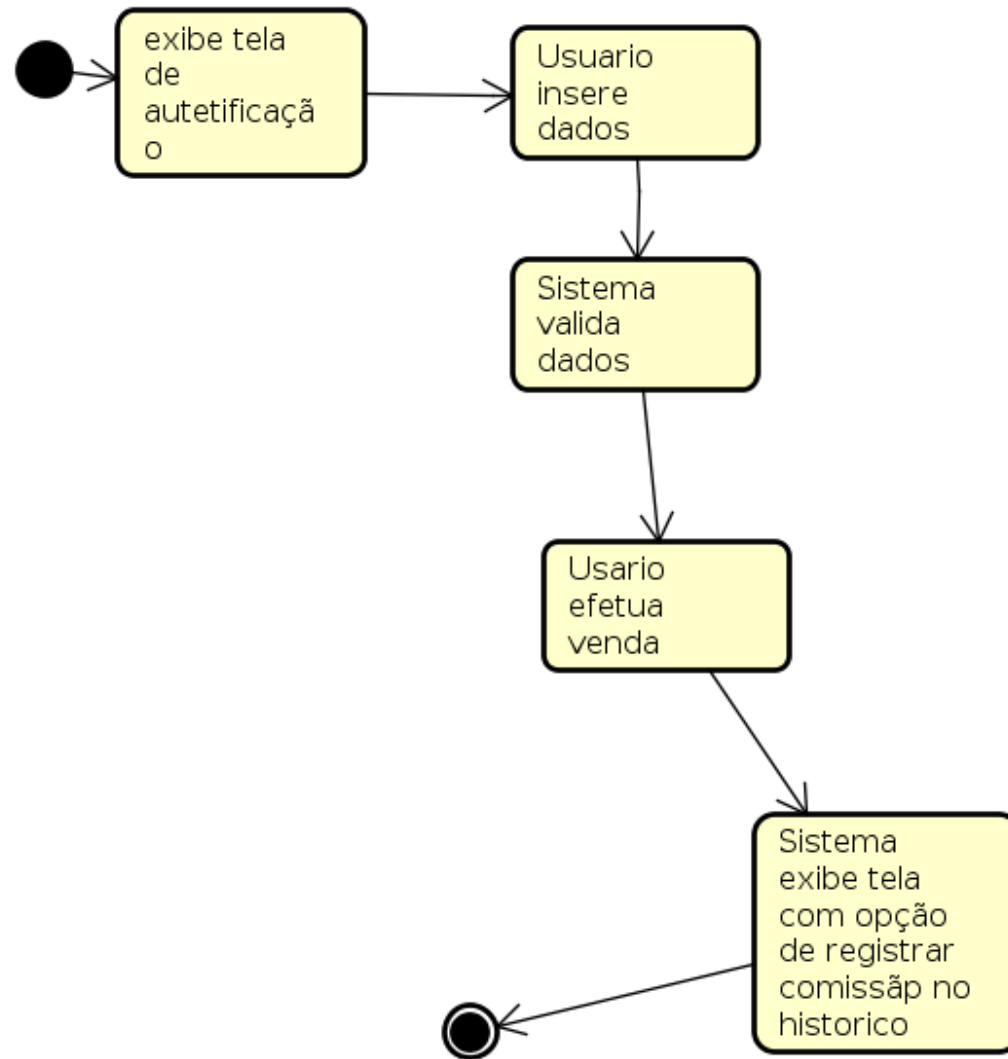 exibe tela
de
autetificaçã
o
Usuario
insere
dados
Sistema
valida
dados
Usario
efetua
venda
Sistema
exibe tela
com opção
de registrar
comissãp no
historico